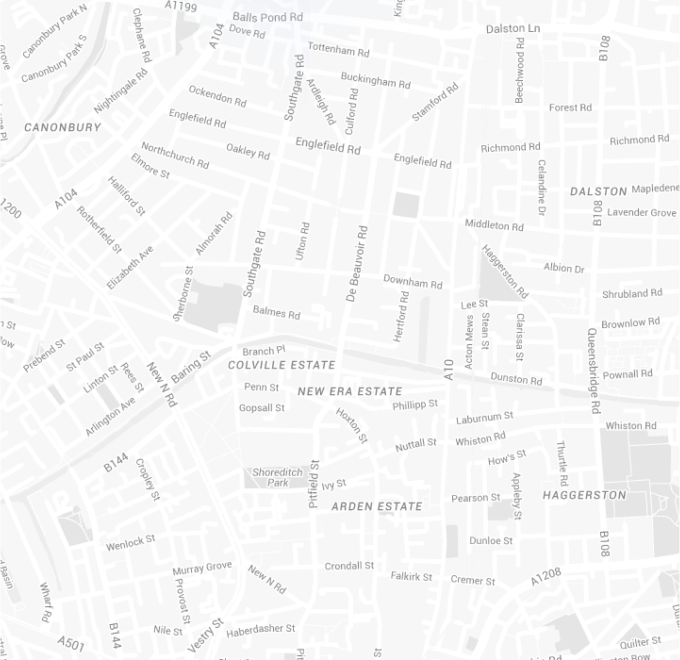 A1199
Balls Pond Rd
Dove Rd
A104
Dalston Ln
B108
Canonbury Park N
Canonbury Park S
Clephane Rd
Tottenham Rd
Buckingham Rd
Beechwood Rd
Nightingale Rd
Ockendon Rd
Southgate Rd
Ardleigh Rd
Culford Rd
Stamford Rd
Forest Rd
CANONBURY
Englefield Rd
Englefield Rd
Englefield Rd
Richmond Rd
Richmond Rd
Northchurch Rd
Oakley Rd
Elmore St
Celandine Dr
DALSTON
Mapledene
A104
Halliford St
B108
Lavender Grove
1200
Rotherfield St
Almorah Rd
Ufton Rd
De Beauvoir Rd
Middleton Rd
Southgate Rd
Elizabeth Ave
Haggerston Rd
Albion Dr
Downham Rd
Sherborne St
Hertford Rd
Shrubland Rd
Lee St
Balmes Rd
Acton Mews
Stean St
Clarissa St
Brownlow Rd
Prebend St
St Paul St
Baring St
Branch Pl
COLVILLE ESTATE
A10
Queensbridge Rd
Linton St
Rees St
New N Rd
Dunston Rd
Pownall Rd
Penn St
NEW ERA ESTATE
Arlington Ave
Gopsall St
Phillipp St
Hoxton St
Laburnum St
Whiston Rd
Nuttall St
Whiston Rd
B144
Cropley St
Shoreditch
Park
Pitfield St
Ivy St
How's St
Thurtle Rd
Appleby St
Pearson St
HAGGERSTON
ARDEN ESTATE
Wenlock St
Dunloe St
B108
Murray Grove
New N Rd
Crondall St
Falkirk St
Cremer St
A1208
Basin
Wharf Rd
Provost St
A501
B144
Nile St
Vestry St
Haberdasher St
Quilter St